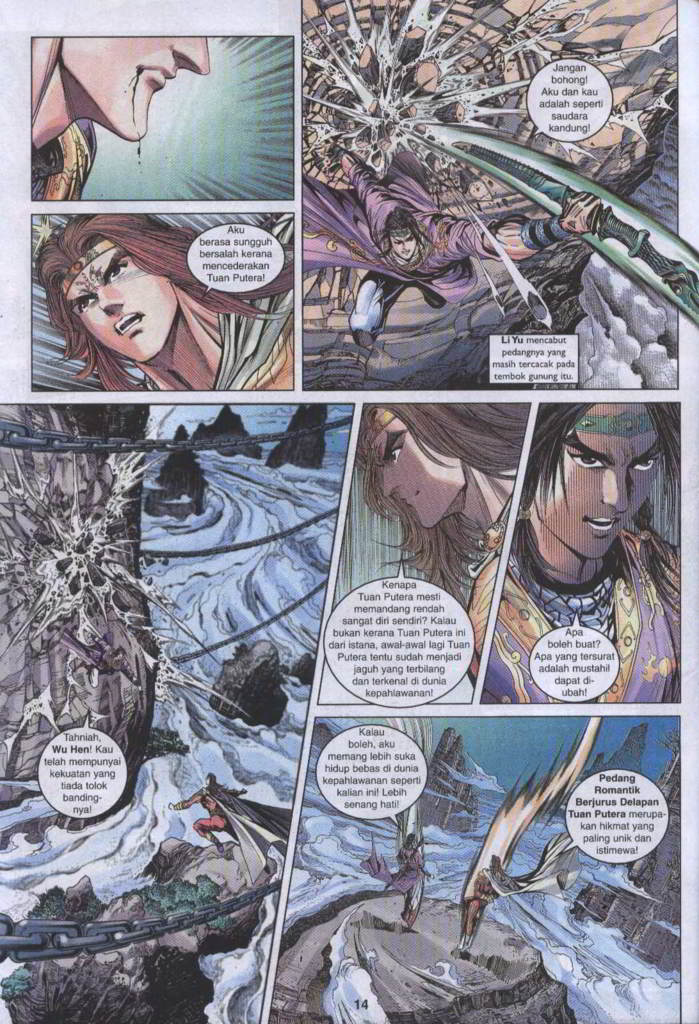 Aku
berasa sungguh
bersalah kerana
mencederakan
Tuan Putera!
Jangan
bohong!
Aku dan kau
adalah seperti
saudara
kandung!
Li Yu mencabut
pedangnya yang
masih tercacak pada
tembok gunung itu.
Tahniah,
Wu Hen! Kau
telah mempunyai
kekuatan yang
tiada tolok
banding-
nya!
Kenapa
Tuan Putera mesti
memandang rendah
sangat diri sendiri? Kalau
bukan kerana Tuan Putera ini
dari istana, awal-awal lagi Tuan
Putera tentu sudah menjadi
jaguh yang terbilang
dan terkenal di dunia
kepahlawanan!
Apa
boleh buat?
Apa yang tersurat
adalah mustahil
dapat di-
ubah!
Kalau
boleh, aku
memang lebih suka
hidup bebas di dunia
kepahlawanan seperti
kalian ini! Lebih
senang hati!
Pedang
Romantik
Berjurus Delapan
Tuan Putera merupa-
kan hikmat yang
paling unik dan
istimewa!
14